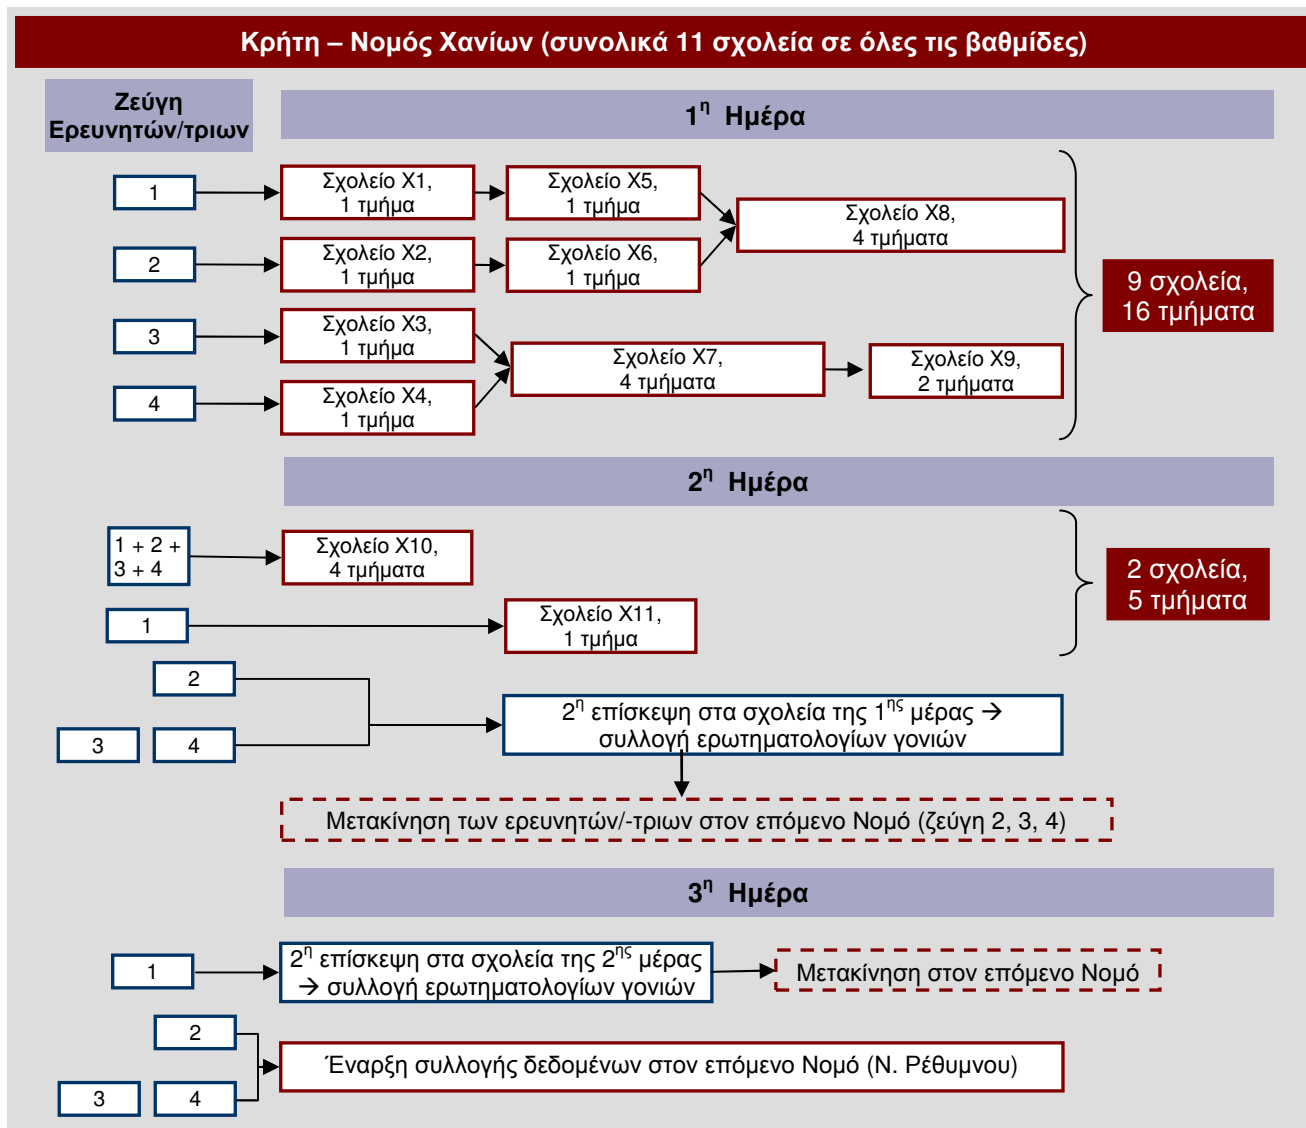 Κρήτη – Νομός Χανίων (συνολικά 11 σχολεία σε όλες τις βαθμίδες)
Ζεύγη
Ερευνητών/τριων
1η Ημέρα
1
Σχολείο Χ1,
1 τμήμα
Σχολείο Χ5,
1 τμήμα
Σχολείο Χ8,
4 τμήματα
2
Σχολείο Χ2,
1 τμήμα
Σχολείο Χ6,
1 τμήμα
9 σχολεία,
16 τμήματα
3
Σχολείο Χ3,
1 τμήμα
Σχολείο Χ7,
4 τμήματα
Σχολείο Χ9,
2 τμήματα
4
Σχολείο Χ4,
1 τμήμα
2η Ημέρα
1 + 2 +
3 + 4
Σχολείο Χ10,
4 τμήματα
2 σχολεία,
5 τμήματα
1
Σχολείο Χ11,
1 τμήμα
2
3
4
2η επίσκεψη στα σχολεία της 1ης μέρας →
συλλογή ερωτηματολογίων γονιών
Μετακίνηση των ερευνητών/-τριων στον επόμενο Νομό (ζεύγη 2, 3, 4)
3η Ημέρα
1
2η επίσκεψη στα σχολεία της 2ης μέρας
→ συλλογή ερωτηματολογίων γονιών
Μετακίνηση στον επόμενο Νομό
2
3
4
Έναρξη συλλογής δεδομένων στον επόμενο Νομό (Ν. Ρέθυμνου)